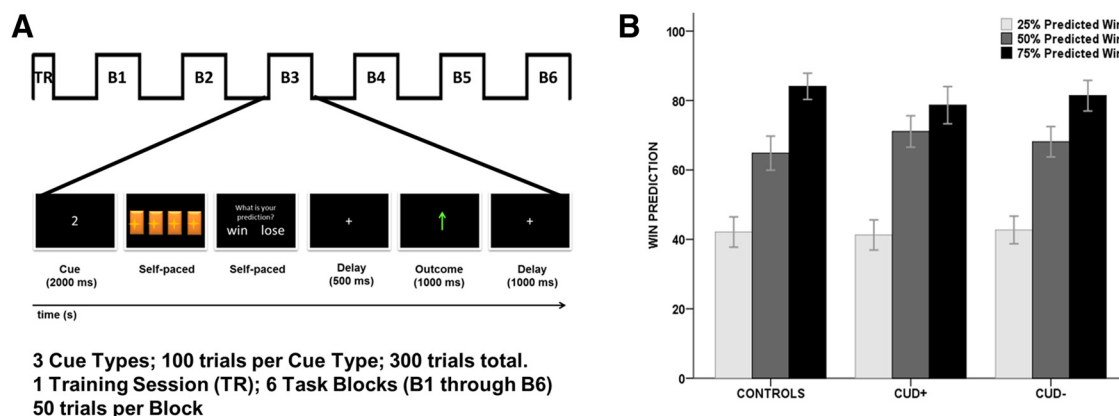 A
TR
B1
B2
B3
B4
B5
B6
2
What is your
prediction?
win lose
+
↑
+
Cue
(2000 ms)
Self-paced
Self-paced
Delay
(500 ms)
Outcome
(1000 ms)
Delay
(1000 ms)
time (s)
3 Cue Types; 100 trials per Cue Type; 300 trials total.
1 Training Session (TR); 6 Task Blocks (B1 through B6)
50 trials per Block
B
25% Predicted Win
50% Predicted Win
75% Predicted Win
WIN PREDICTION
100
80
60
40
20
0
CONTROLS
CUD+
CUD-